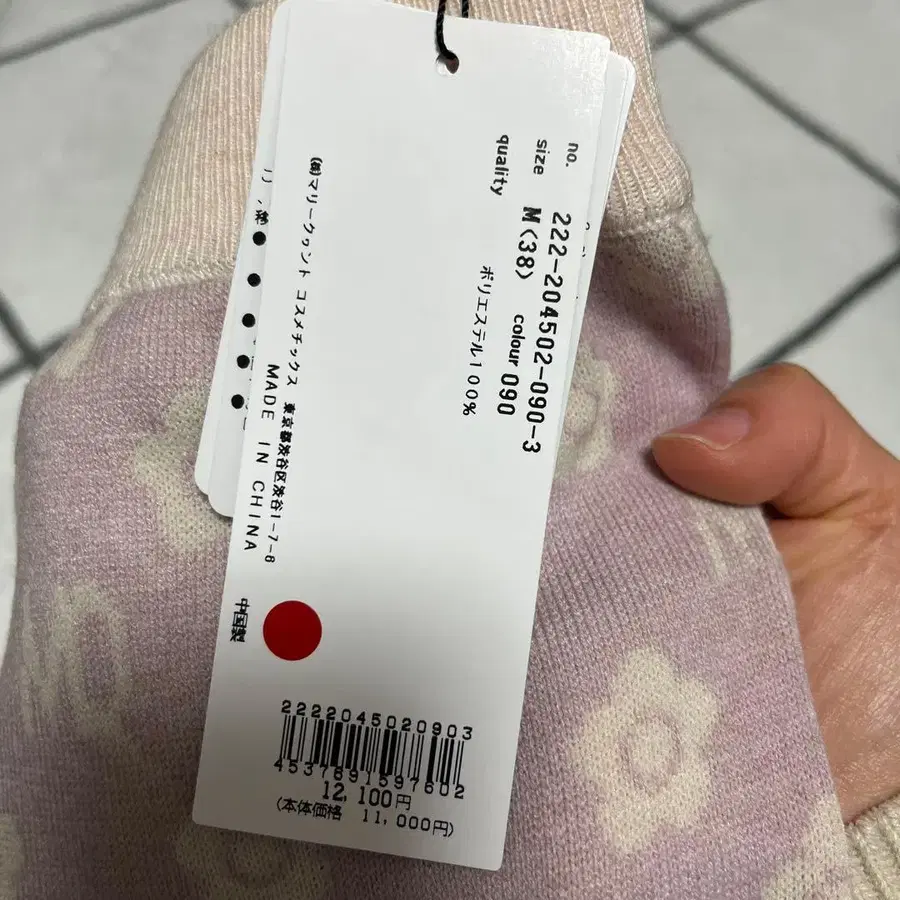 no. 222-204502-090-3
size M(38) colour 090
quality
ポリエステル100%
(株)マリークヮント コスメチックス 東京都渋谷区渋谷1-7-6
MADE IN CHINA
中国製
2222045020903
4537691597602
12,100円
(本体価格 11,000円)